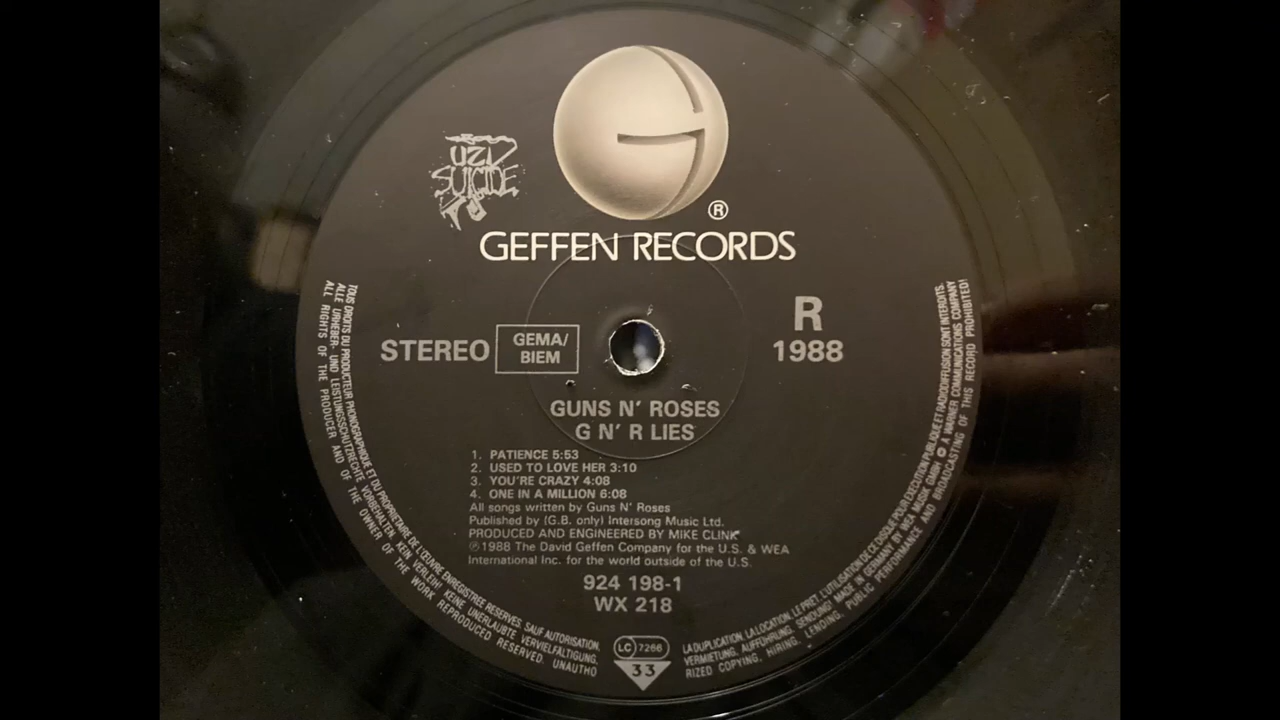 UZI
SUICIDE
®
GEFFEN RECORDS
STEREO
GEMA/
BIEM
R
1988
GUNS N' ROSES
G N' R LIES
1. PATIENCE 5:53
2. USED TO LOVE HER 3:10
3. YOU'RE CRAZY 4:08
4. ONE IN A MILLION 6:08
All songs written by Guns N' Roses
Published by (G.B. only) Intersong Music Ltd.
PRODUCED AND ENGINEERED BY MIKE CLINK
℗1988 The David Geffen Company for the U.S. & WEA
International Inc. for the world outside of the U.S.
924 198-1
WX 218
LC 7266
33
TOUS DROITS DU PRODUCTEUR PHONOGRAPHIQUE ET DU PROPRIETAIRE DE L'ŒUVRE ENREGISTREE RESERVES. SAUF AUTORISATION,
ALLE URHEBER- UND LEISTUNGSSCHUTZRECHTE VORBEHALTEN. KEIN VERLEIH! KEINE UNERLAUBTE VERVIELFÄLTIGUNG,
ALL RIGHTS OF THE PRODUCER AND OF THE OWNER OF THE WORK REPRODUCED RESERVED. UNAUTHO
LA DUPLICATION, LA LOCATION, LE PRET, L'UTILISATION DE CE DISQUE POUR EXECUTION PUBLIQUE ET RADIODIFFUSION SONT INTERDITS.
VERMIETUNG, AUFFÜHRUNG, SENDUNG! MADE IN GERMANY BY WEA MUSIK GMBH A WARNER COMMUNICATIONS COMPANY
RIZED COPYING, HIRING, LENDING, PUBLIC PERFORMANCE AND BROADCASTING OF THIS RECORD PROHIBITED!